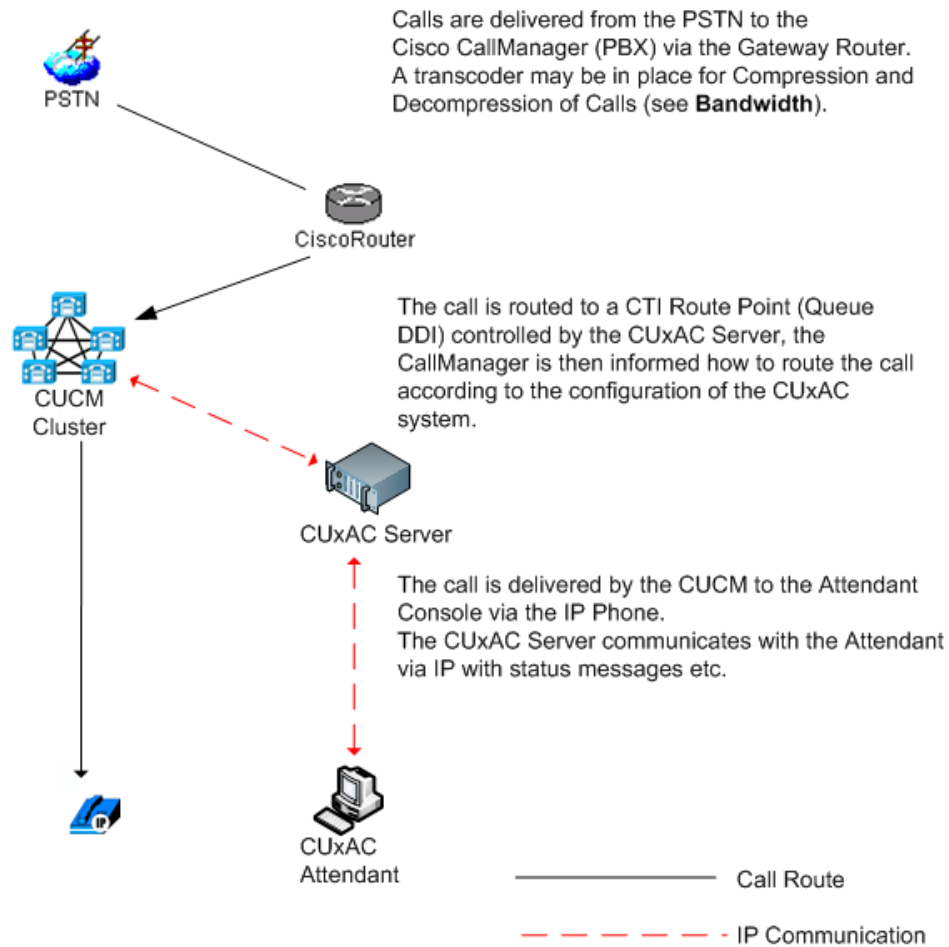 Calls are delivered from the PSTN to the
Cisco CallManager (PBX) via the Gateway Router.
A transcoder may be in place for Compression and
Decompression of Calls (see Bandwidth).
PSTN
CiscoRouter
The call is routed to a CTI Route Point (Queue
DDI) controlled by the CUxAC Server, the
CallManager is then informed how to route the call
according to the configuration of the CUxAC
system.
CUCM
Cluster
CUxAC Server
The call is delivered by the CUCM to the Attendant
Console via the IP Phone.
The CUxAC Server communicates with the Attendant
via IP with status messages etc.
IP
CUxAC
Attendant
Call Route
IP Communication